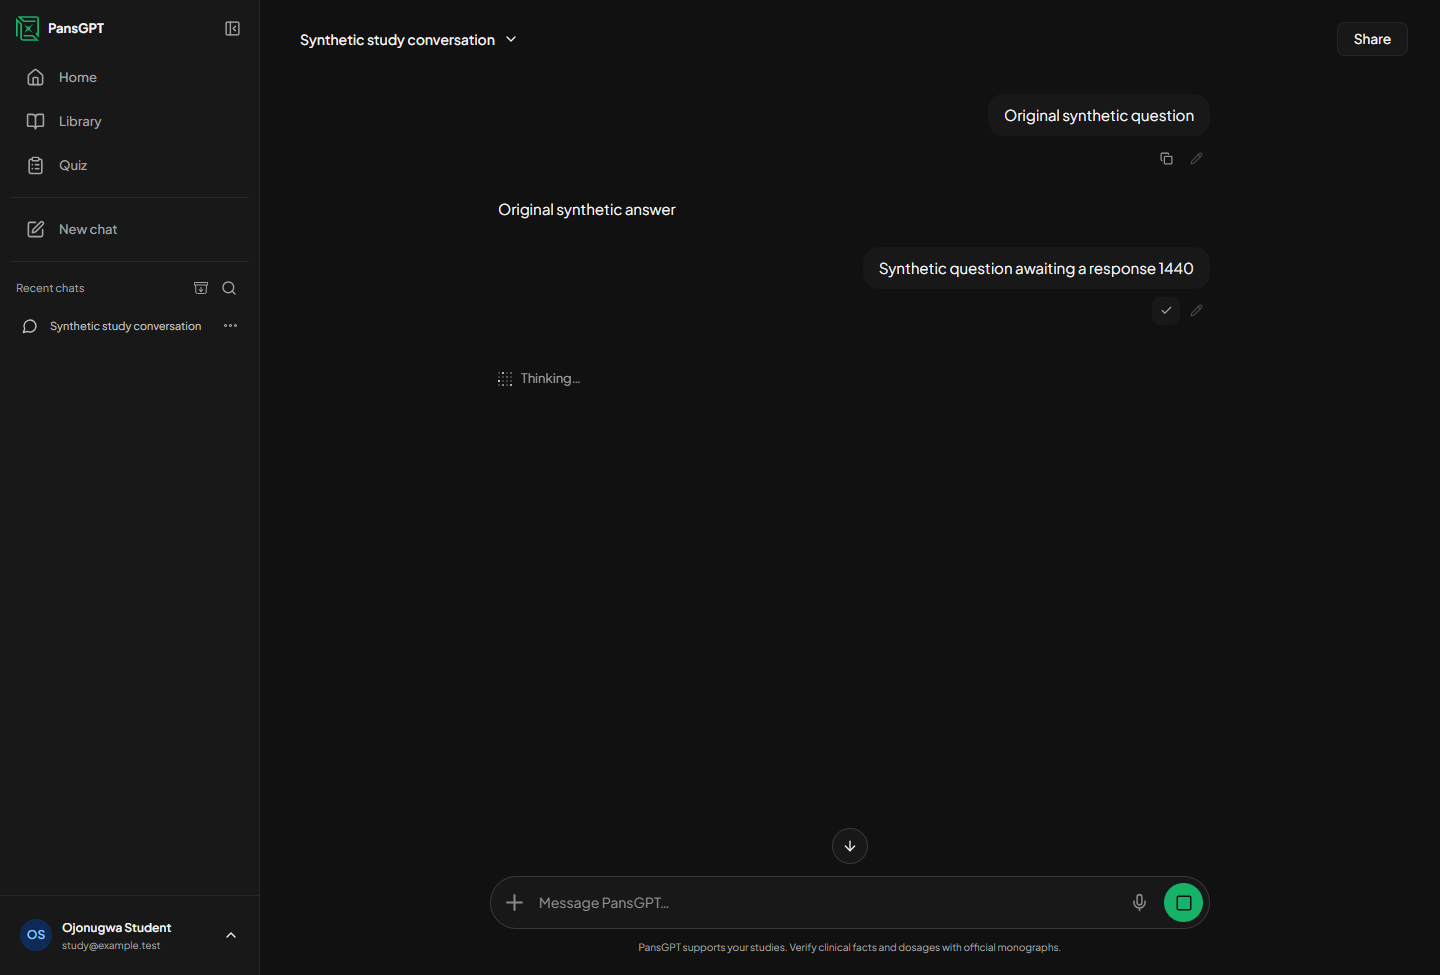 PansGPT
Home
Library
Quiz
New chat
Recent chats
Synthetic study conversation
OS
Ojonugwa Student
study@example.test
Synthetic study conversation
Share
Original synthetic question
Original synthetic answer
Synthetic question awaiting a response 1440
Thinking...
Message PansGPT...
PansGPT supports your studies. Verify clinical facts and dosages with official monographs.